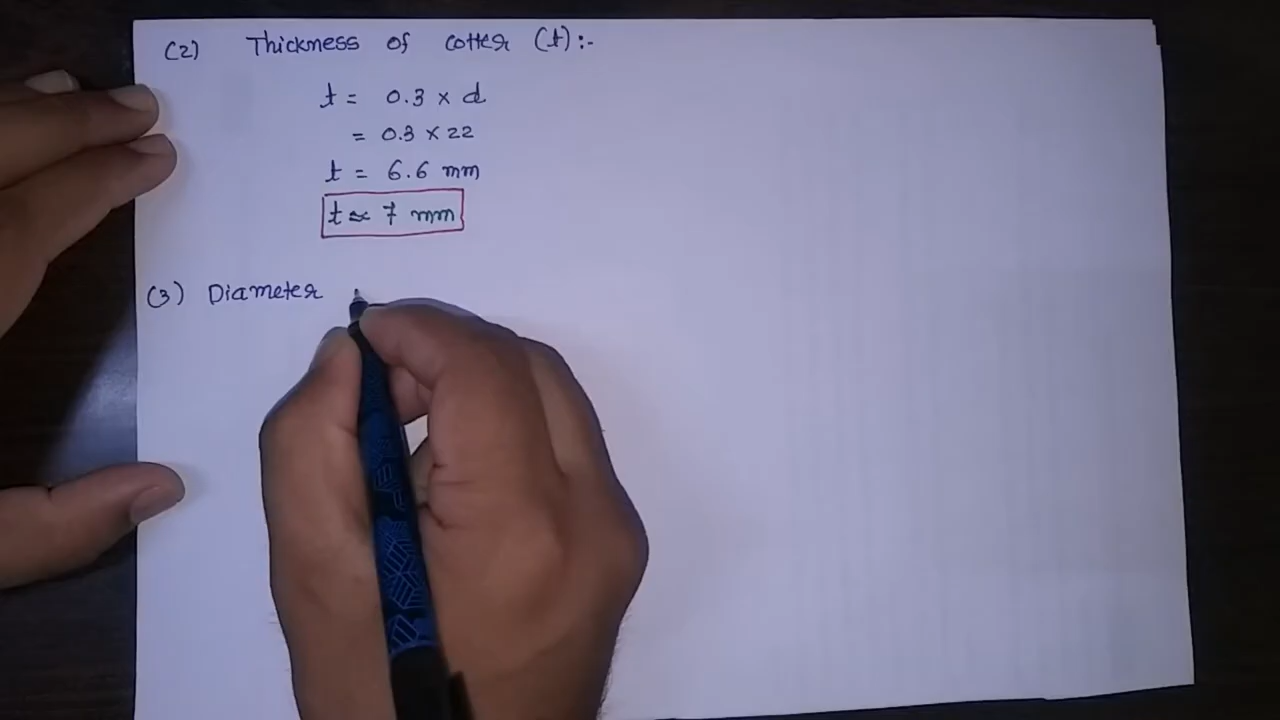 (2) Thickness of cotter (t):-
t = 0.3 × d
= 0.3 × 22
t = 6.6 mm
t ≈ 7 mm
(3) Diameter